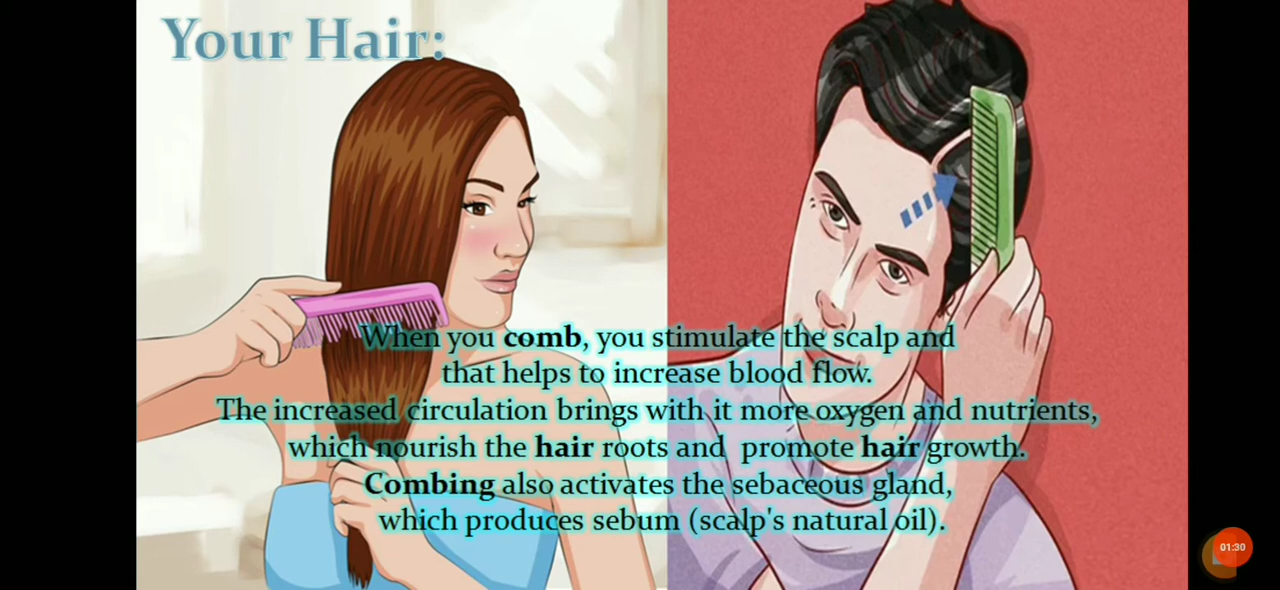 Your Hair:
When you comb, you stimulate the scalp and
that helps to increase blood flow.
The increased circulation brings with it more oxygen and nutrients,
which nourish the hair roots and promote hair growth.
Combing also activates the sebaceous gland,
which produces sebum (scalp's natural oil).
01:30